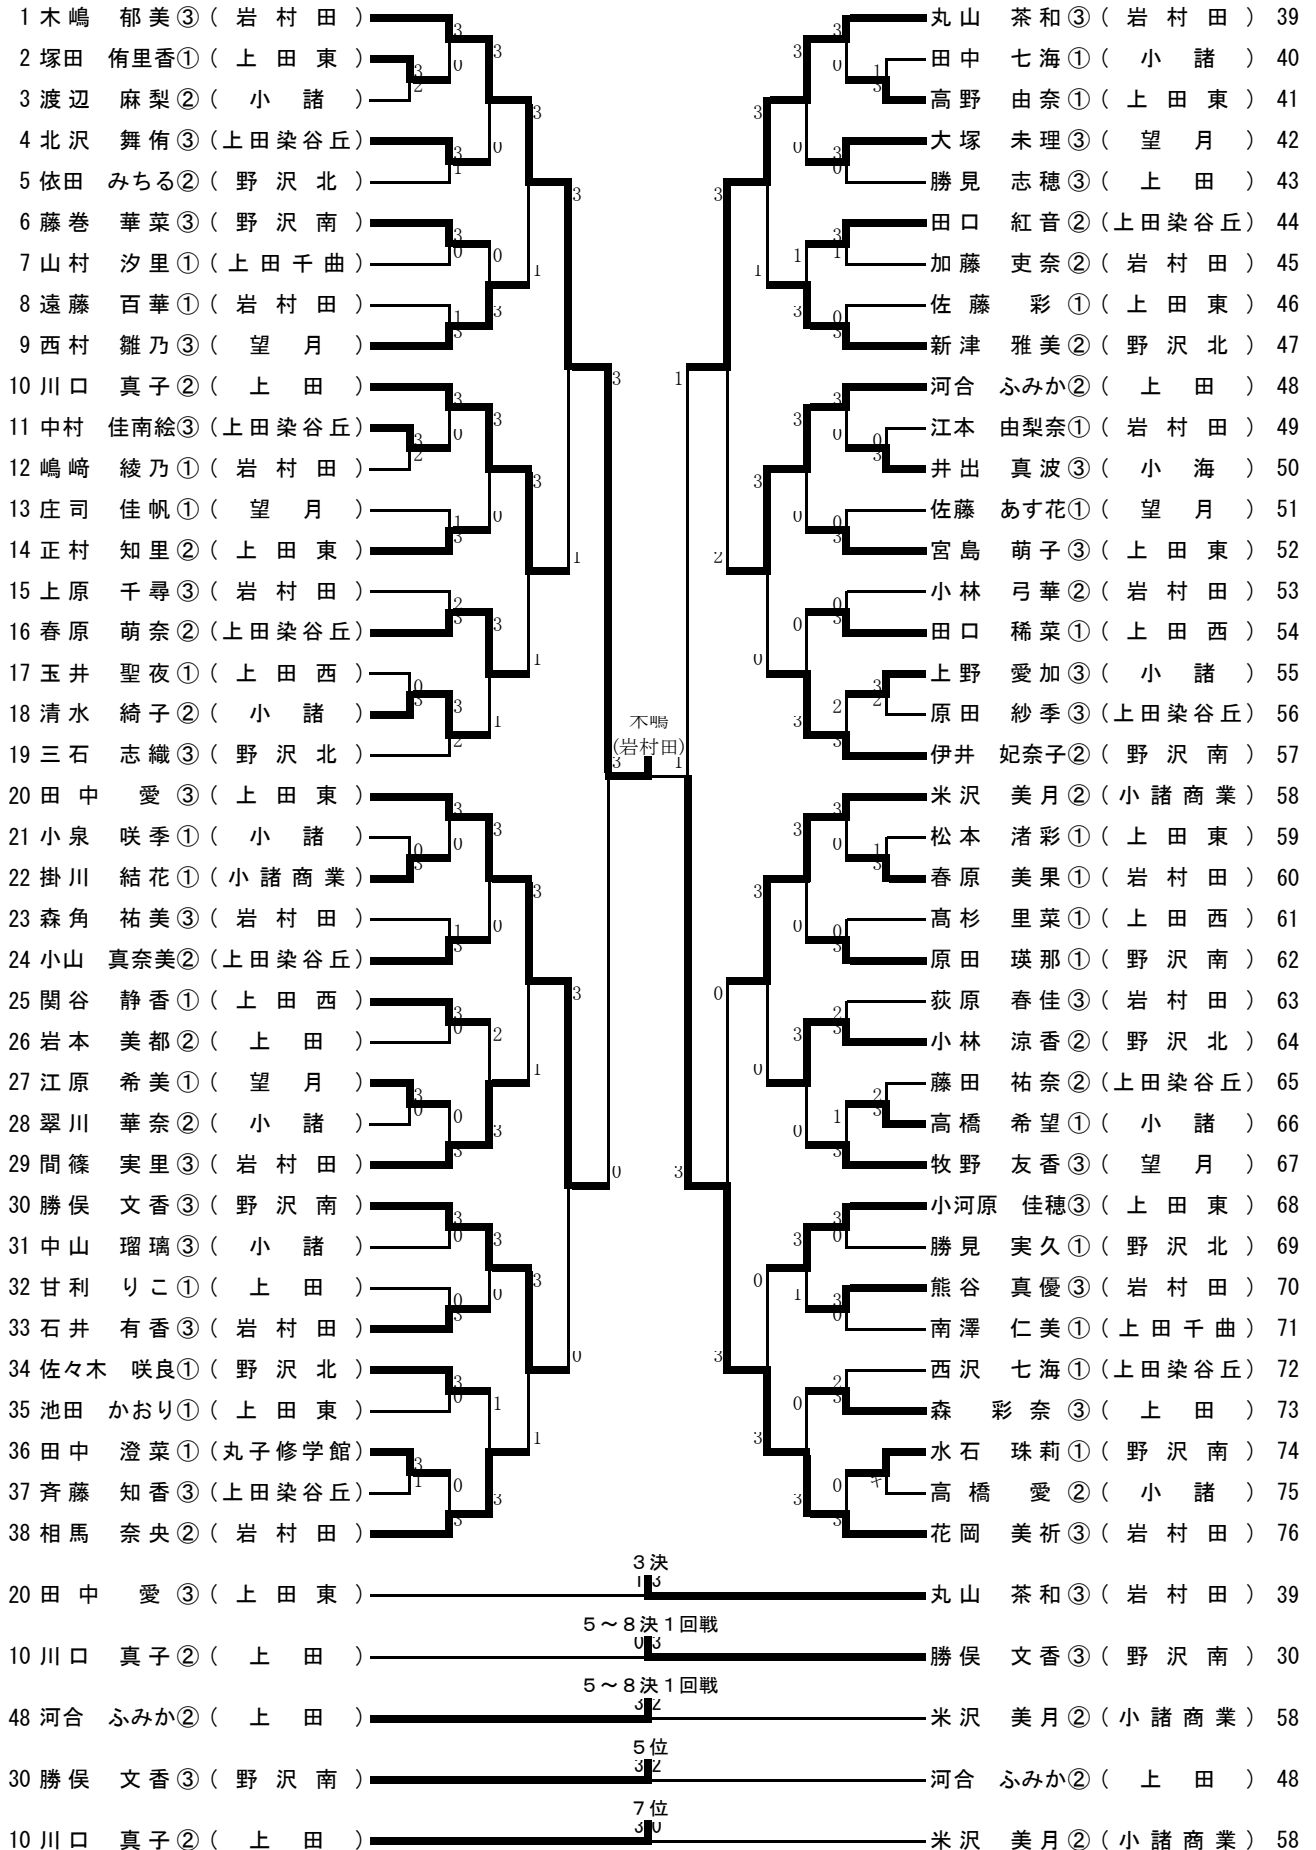 1 木嶋 郁美③ (岩村田)
2 塚田 侑里香① (上田東)
3 渡辺 麻梨② (小諸)
4 北沢 舞侑③ (上田染谷丘)
5 依田 みちる② (野沢北)
6 藤巻 華菜③ (野沢南)
7 山村 汐里① (上田千曲)
8 遠藤 百華① (岩村田)
9 西村 雛乃③ (望月)
10 川口 真子② (上田)
11 中村 佳南絵③ (上田染谷丘)
12 嶋﨑 綾乃① (岩村田)
13 庄司 佳帆① (望月)
14 正村 知里② (上田東)
15 上原 千尋③ (岩村田)
16 春原 萌奈② (上田染谷丘)
17 玉井 聖夜① (上田西)
18 清水 綺子② (小諸)
19 三石 志織③ (野沢北)
20 田中 愛③ (上田東)
21 小泉 咲季① (小諸)
22 掛川 結花① (小諸商業)
23 森角 祐美③ (岩村田)
24 小山 真奈美② (上田染谷丘)
25 関谷 静香① (上田西)
26 岩本 美都② (上田)
27 江原 希美① (望月)
28 翠川 華奈② (小諸)
29 間篠 実里③ (岩村田)
30 勝俣 文香③ (野沢南)
31 中山 瑠璃③ (小諸)
32 甘利 りこ① (上田)
33 石井 有香③ (岩村田)
34 佐々木 咲良① (野沢北)
35 池田 かおり① (上田東)
36 田中 澄菜① (丸子修学館)
37 斉藤 知香③ (上田染谷丘)
38 相馬 奈央② (岩村田)
木嶋
(岩村田)
3 1
丸山 茶和③ (岩村田) 39
田中 七海① (小諸) 40
高野 由奈① (上田東) 41
大塚 未理③ (望月) 42
勝見 志穂③ (上田) 43
田口 紅音② (上田染谷丘) 44
加藤 吏奈② (岩村田) 45
佐藤 彩① (上田東) 46
新津 雅美② (野沢北) 47
河合 ふみか② (上田) 48
江本 由梨奈① (岩村田) 49
井出 真波③ (小海) 50
佐藤 あす花① (望月) 51
宮島 萌子③ (上田東) 52
小林 弓華② (岩村田) 53
田口 稀菜① (上田西) 54
上野 愛加③ (小諸) 55
原田 紗季③ (上田染谷丘) 56
伊井 妃奈子② (野沢南) 57
米沢 美月② (小諸商業) 58
松本 渚彩① (上田東) 59
春原 美果① (岩村田) 60
髙杉 里菜① (上田西) 61
原田 瑛那① (野沢南) 62
荻原 春佳③ (岩村田) 63
小林 涼香② (野沢北) 64
藤田 祐奈② (上田染谷丘) 65
高橋 希望① (小諸) 66
牧野 友香③ (望月) 67
小河原 佳穂③ (上田東) 68
勝見 実久① (野沢北) 69
熊谷 真優③ (岩村田) 70
南澤 仁美① (上田千曲) 71
西沢 七海① (上田染谷丘) 72
森 彩奈③ (上田) 73
水石 珠莉① (野沢南) 74
高橋 愛② (小諸) 75
花岡 美祈③ (岩村田) 76
3決
20 田中 愛③ (上田東) 1 3 丸山 茶和③ (岩村田) 39
5～8決1回戦
10 川口 真子② (上田) 0 3 勝俣 文香③ (野沢南) 30
5～8決1回戦
48 河合 ふみか② (上田) 3 2 米沢 美月② (小諸商業) 58
5位
30 勝俣 文香③ (野沢南) 3 2 河合 ふみか② (上田) 48
7位
10 川口 真子② (上田) 3 0 米沢 美月② (小諸商業) 58